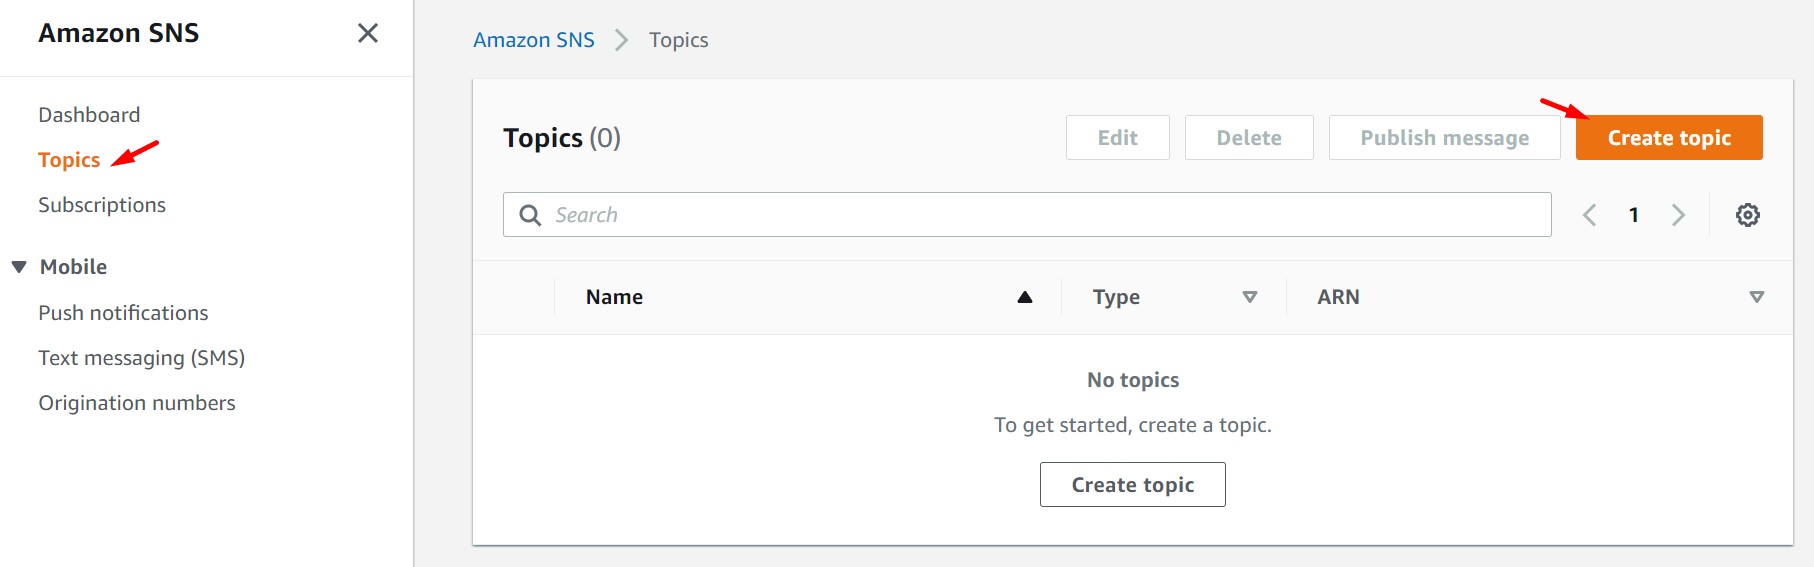 Amazon SNS
Dashboard
Topics
Subscriptions
Mobile
Push notifications
Text messaging (SMS)
Origination numbers
Amazon SNS > Topics
Topics (0)
Edit Delete Publish message Create topic
Search
1
Name Type ARN
No topics
To get started, create a topic.
Create topic